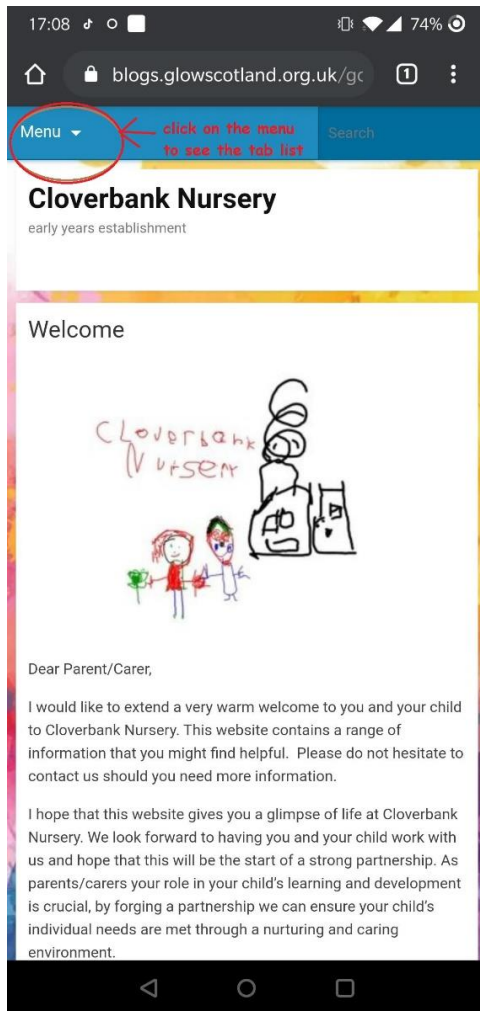 17:08 74%
blogs.glowscotland.org.uk/gc 1
Menu click on the menu Search
to see the tab list
Cloverbank Nursery
early years establishment
Welcome
Cloverbank
Nursery
Dear Parent/Carer,
I would like to extend a very warm welcome to you and your child
to Cloverbank Nursery. This website contains a range of
information that you might find helpful.  Please do not hesitate to
contact us should you need more information.
I hope that this website gives you a glimpse of life at Cloverbank
Nursery. We look forward to having you and your child work with
us and hope that this will be the start of a strong partnership. As
parents/carers your role in your child's learning and development
is crucial, by forging a partnership we can ensure your child's
individual needs are met through a nurturing and caring
environment.